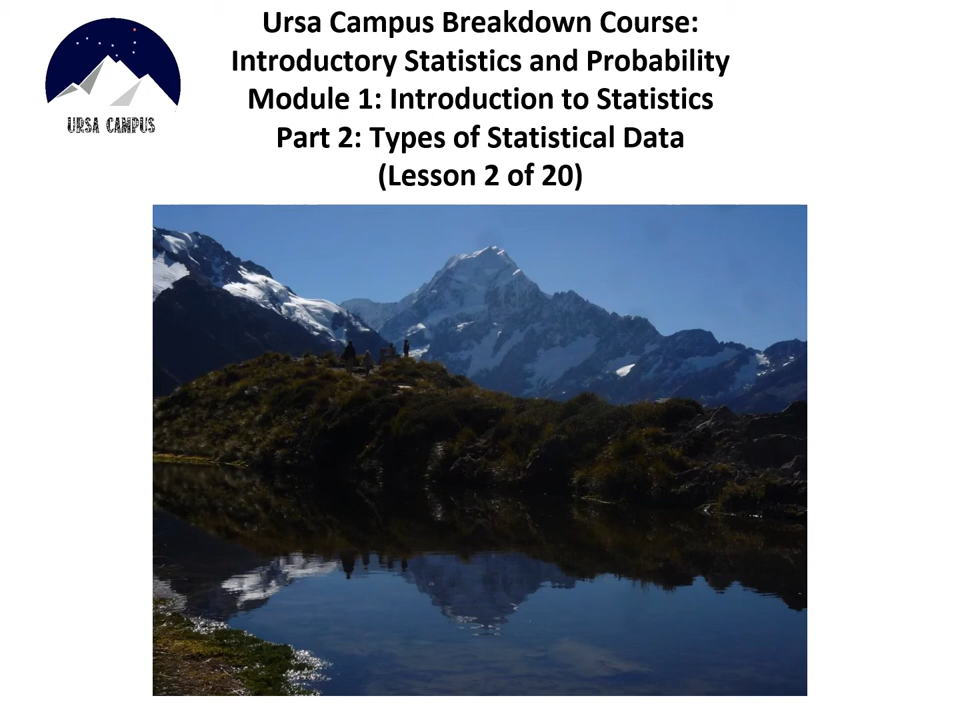 Ursa Campus Breakdown Course:
Introductory Statistics and Probability
Module 1: Introduction to Statistics
Part 2: Types of Statistical Data
(Lesson 2 of 20)
URSA CAMPUS